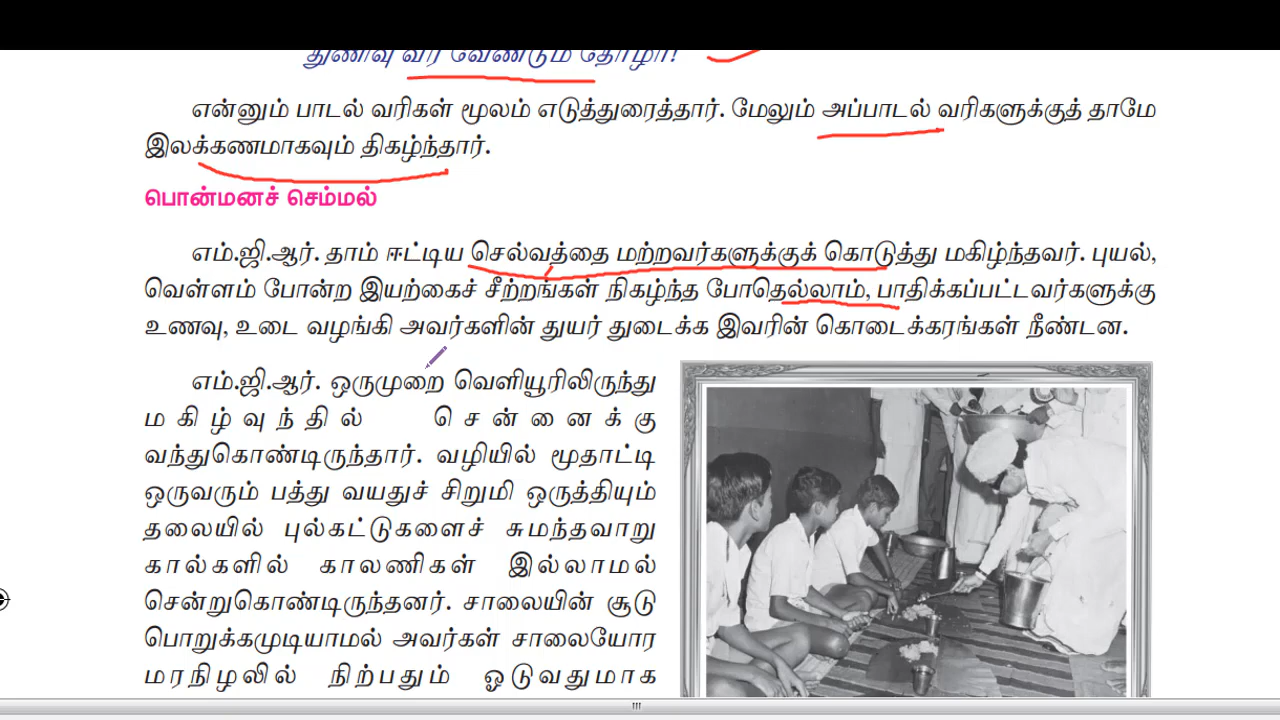 துணிவு வர வேண்டும் தோழா!
என்னும் பாடல் வரிகள் மூலம் எடுத்துரைத்தார். மேலும் அப்பாடல் வரிகளுக்குத் தாமே
இலக்கணமாகவும் திகழ்ந்தார்.
பொன்மனச் செம்மல்
எம்.ஜி.ஆர். தாம் ஈட்டிய செல்வத்தை மற்றவர்களுக்குக் கொடுத்து மகிழ்ந்தவர். புயல்,
வெள்ளம் போன்ற இயற்கைச் சீற்றங்கள் நிகழ்ந்த போதெல்லாம், பாதிக்கப்பட்டவர்களுக்கு
உணவு, உடை வழங்கி அவர்களின் துயர் துடைக்க இவரின் கொடைக்கரங்கள் நீண்டன.
எம்.ஜி.ஆர். ஒருமுறை வெளியூரிலிருந்து
மகிழ்வுந்தில் சென்னைக்கு
வந்துகொண்டிருந்தார். வழியில் மூதாட்டி
ஒருவரும் பத்து வயதுச் சிறுமி ஒருத்தியும்
தலையில் புல்கட்டுகளைச் சுமந்தவாறு
கால்களில் காலணிகள் இல்லாமல்
சென்றுகொண்டிருந்தனர். சாலையின் சூடு
பொறுக்கமுடியாமல் அவர்கள் சாலையோர
மரநிழலில் நிற்பதும் ஓடுவதுமாக